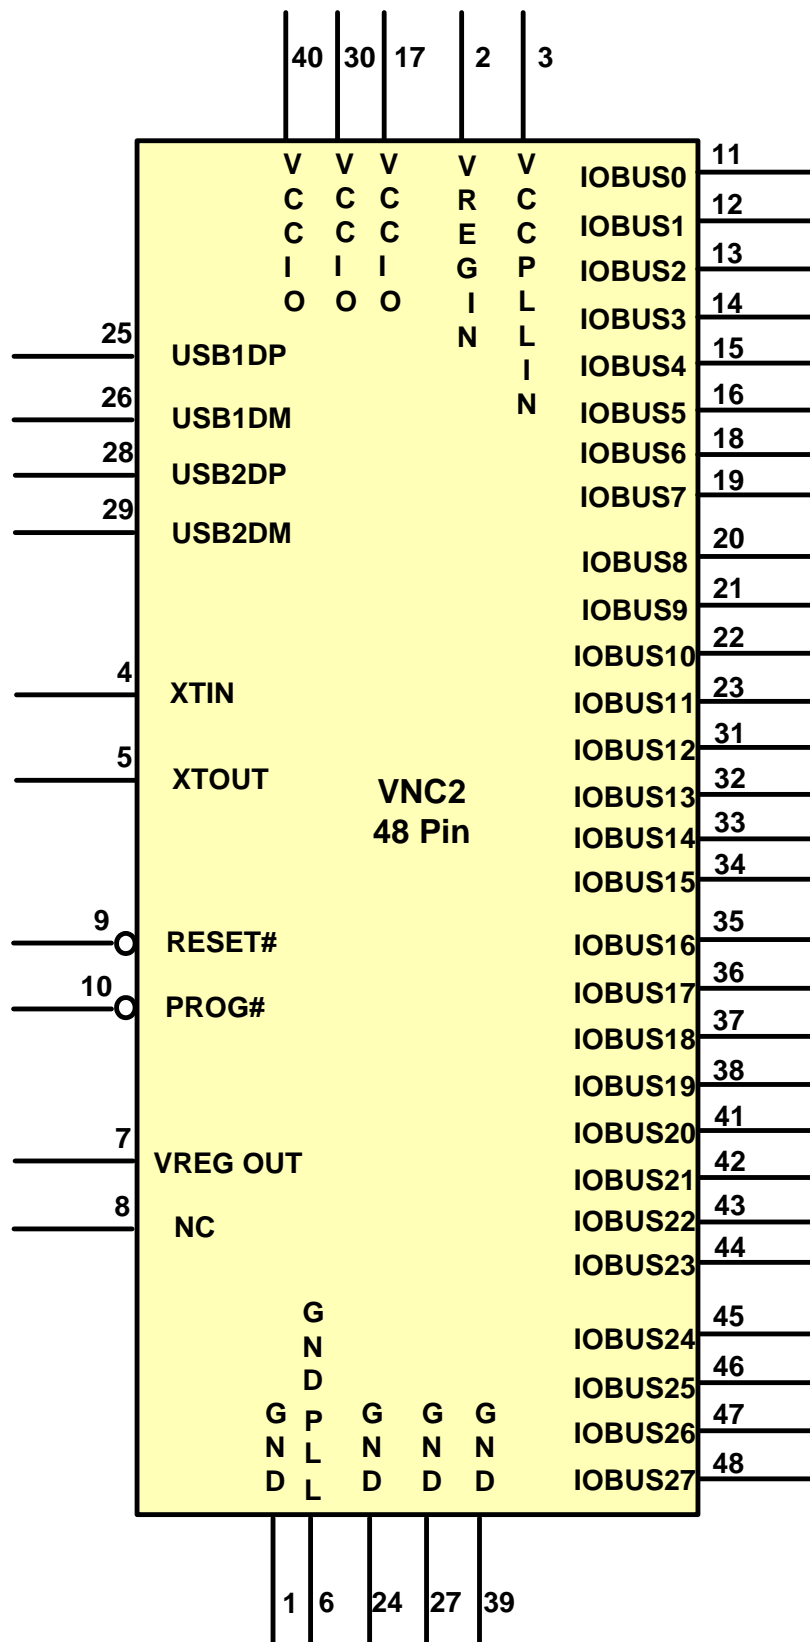 40 30 17 2 3
VCCIO
VCCIO
VCCIO
VREGIN
VCCPLLIN
25
USB1DP
26
USB1DM
28
USB2DP
29
USB2DM
4
XTIN
5
XTOUT
9
RESET#
10
PROG#
7
VREG OUT
8
NC
VNC2
48 Pin
IOBUS0 11
IOBUS1 12
IOBUS2 13
IOBUS3 14
IOBUS4 15
IOBUS5 16
IOBUS6 18
IOBUS7 19
IOBUS8 20
IOBUS9 21
IOBUS10 22
IOBUS11 23
IOBUS12 31
IOBUS13 32
IOBUS14 33
IOBUS15 34
IOBUS16 35
IOBUS17 36
IOBUS18 37
IOBUS19 38
IOBUS20 41
IOBUS21 42
IOBUS22 43
IOBUS23 44
IOBUS24 45
IOBUS25 46
IOBUS26 47
IOBUS27 48
GND
GND PLL
GND
GND
GND
1 6 24 27 39